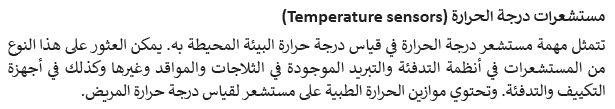 مستشعرات درجة الحرارة (Temperature sensors)
تتمثل مهمة مستشعر درجة الحرارة في قياس درجة حرارة البيئة المحيطة به. يمكن العثور على هذا النوع
من المستشعرات في أنظمة التدفئة والتبريد الموجودة في الثلاجات والمواقد وغيرها وكذلك في أجهزة
التكييف والتدفئة. وتحتوي موازين الحرارة الطبية على مستشعر لقياس درجة حرارة المريض.